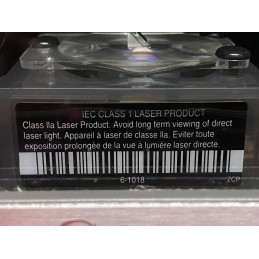 IEC CLASS 1 LASER PRODUCT
Class IIa Laser Product. Avoid long term viewing of direct
laser light. Appareil à laser de classe IIa. Eviter toute
exposition prolongée de la vue à lumière laser directe.
6-1018
ZCP